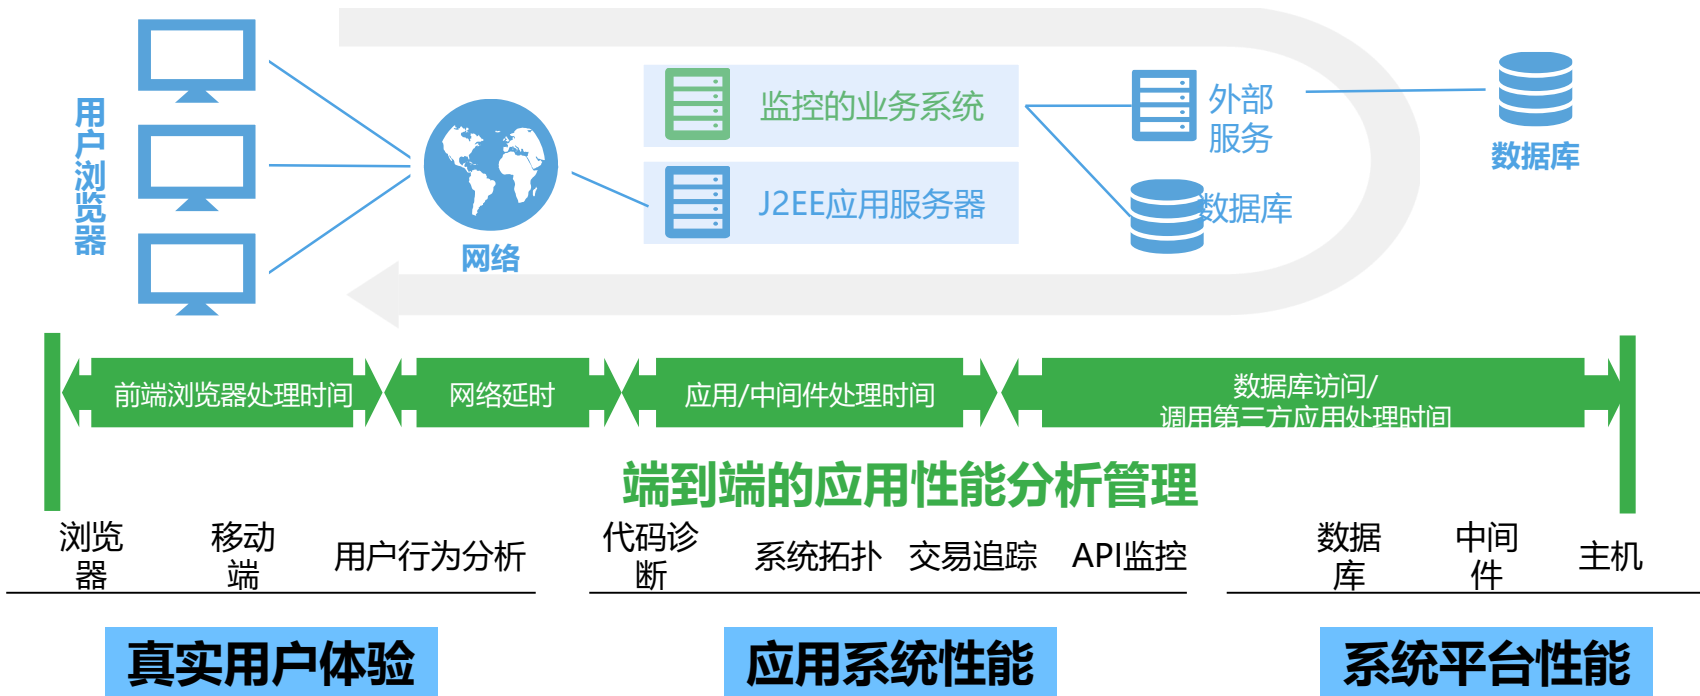 用户浏览器
网络
监控的业务系统
J2EE应用服务器
外部
服务
数据库
数据库
前端浏览器处理时间
网络延时
应用/中间件处理时间
数据库访问/
调用第三方应用处理时间
端到端的应用性能分析管理
浏览
器
移动
端
用户行为分析
代码诊
断
系统拓扑
交易追踪
API监控
数据
库
中间
件
主机
真实用户体验
应用系统性能
系统平台性能